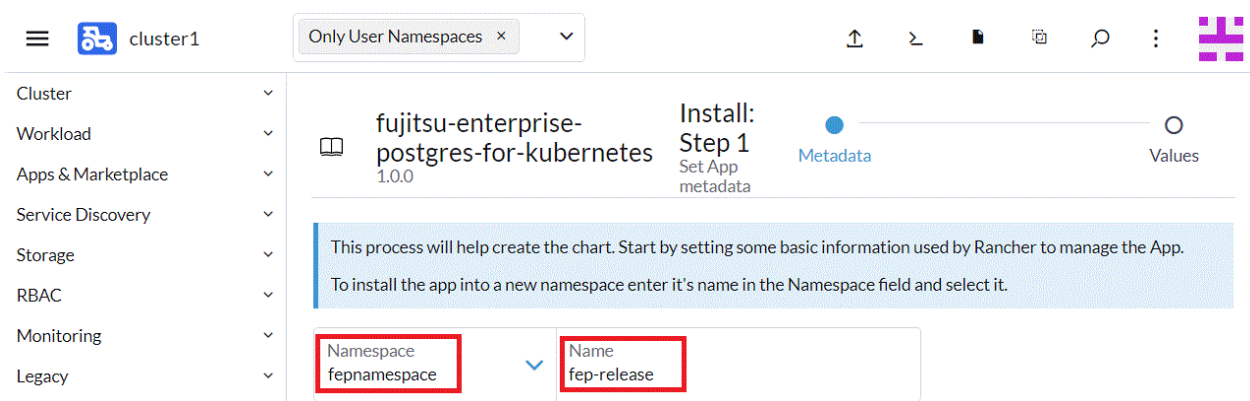 cluster1
Only User Namespaces ×
Cluster
Workload
Apps & Marketplace
Service Discovery
Storage
RBAC
Monitoring
Legacy
fujitsu-enterprise-
postgres-for-kubernetes
1.0.0
Install:
Step 1
Set App
metadata
Metadata
Values
This process will help create the chart. Start by setting some basic information used by Rancher to manage the App.
To install the app into a new namespace enter it's name in the Namespace field and select it.
Namespace
fepnamespace
Name
fep-release